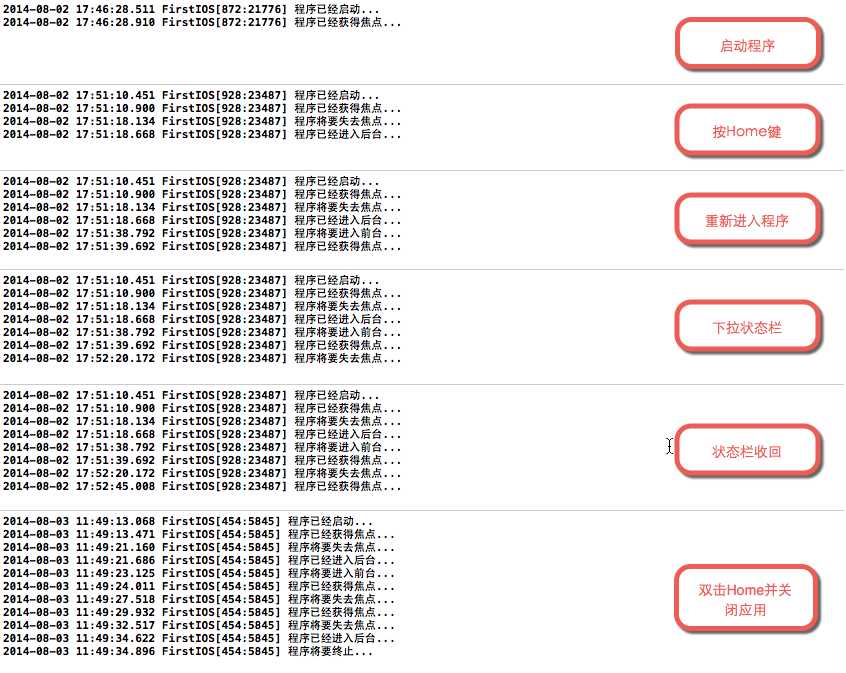 2014-08-02 17:46:28.511 FirstIOS[872:21776] 程序已经启动...
2014-08-02 17:46:28.910 FirstIOS[872:21776] 程序已经获得焦点...
启动程序
2014-08-02 17:51:10.451 FirstIOS[928:23487] 程序已经启动...
2014-08-02 17:51:10.900 FirstIOS[928:23487] 程序已经获得焦点...
2014-08-02 17:51:18.134 FirstIOS[928:23487] 程序将要失去焦点...
2014-08-02 17:51:18.668 FirstIOS[928:23487] 程序已经进入后台...
按Home键
2014-08-02 17:51:10.451 FirstIOS[928:23487] 程序已经启动...
2014-08-02 17:51:10.900 FirstIOS[928:23487] 程序已经获得焦点...
2014-08-02 17:51:18.134 FirstIOS[928:23487] 程序将要失去焦点...
2014-08-02 17:51:18.668 FirstIOS[928:23487] 程序已经进入后台...
2014-08-02 17:51:38.792 FirstIOS[928:23487] 程序将要进入前台...
2014-08-02 17:51:39.692 FirstIOS[928:23487] 程序已经获得焦点...
重新进入程序
2014-08-02 17:51:10.451 FirstIOS[928:23487] 程序已经启动...
2014-08-02 17:51:10.900 FirstIOS[928:23487] 程序已经获得焦点...
2014-08-02 17:51:18.134 FirstIOS[928:23487] 程序将要失去焦点...
2014-08-02 17:51:18.668 FirstIOS[928:23487] 程序已经进入后台...
2014-08-02 17:51:38.792 FirstIOS[928:23487] 程序将要进入前台...
2014-08-02 17:51:39.692 FirstIOS[928:23487] 程序已经获得焦点...
2014-08-02 17:52:20.172 FirstIOS[928:23487] 程序将要失去焦点...
下拉状态栏
2014-08-02 17:51:10.451 FirstIOS[928:23487] 程序已经启动...
2014-08-02 17:51:10.900 FirstIOS[928:23487] 程序已经获得焦点...
2014-08-02 17:51:18.134 FirstIOS[928:23487] 程序将要失去焦点...
2014-08-02 17:51:18.668 FirstIOS[928:23487] 程序已经进入后台...
2014-08-02 17:51:38.792 FirstIOS[928:23487] 程序将要进入前台...
2014-08-02 17:51:39.692 FirstIOS[928:23487] 程序已经获得焦点...
2014-08-02 17:52:20.172 FirstIOS[928:23487] 程序将要失去焦点...
2014-08-02 17:52:45.008 FirstIOS[928:23487] 程序已经获得焦点...
状态栏收回
2014-08-03 11:49:13.068 FirstIOS[454:5845] 程序已经启动...
2014-08-03 11:49:13.471 FirstIOS[454:5845] 程序已经获得焦点...
2014-08-03 11:49:21.160 FirstIOS[454:5845] 程序将要失去焦点...
2014-08-03 11:49:21.686 FirstIOS[454:5845] 程序已经进入后台...
2014-08-03 11:49:23.125 FirstIOS[454:5845] 程序将要进入前台...
2014-08-03 11:49:24.011 FirstIOS[454:5845] 程序已经获得焦点...
2014-08-03 11:49:27.518 FirstIOS[454:5845] 程序将要失去焦点...
2014-08-03 11:49:29.932 FirstIOS[454:5845] 程序已经获得焦点...
2014-08-03 11:49:32.517 FirstIOS[454:5845] 程序将要失去焦点...
2014-08-03 11:49:34.622 FirstIOS[454:5845] 程序已经进入后台...
2014-08-03 11:49:34.896 FirstIOS[454:5845] 程序将要终止...
双击Home并关
闭应用